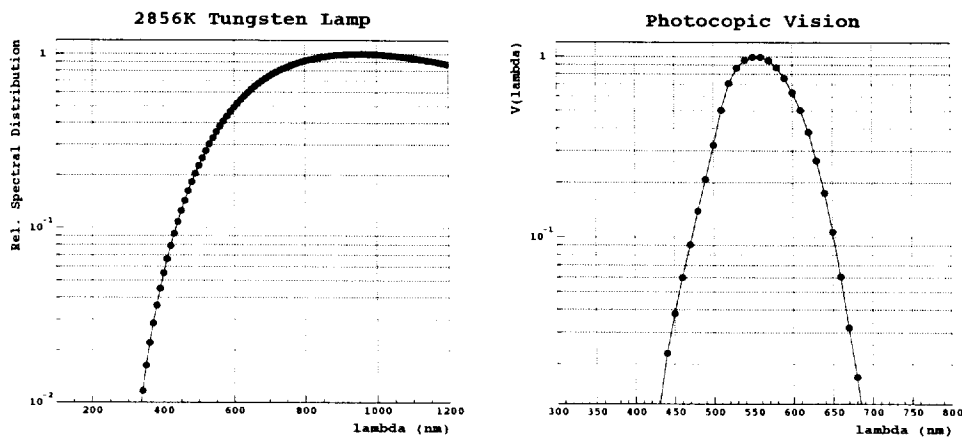 2856K Tungsten Lamp
Rel. Spectral Distribution
1
10^-1
10^-2
200 400 600 800 1000 1200
lambda (nm)
Photocopic Vision
V(lambda)
1
10^-1
300 350 400 450 500 550 600 650 700 750 800
lambda (nm)